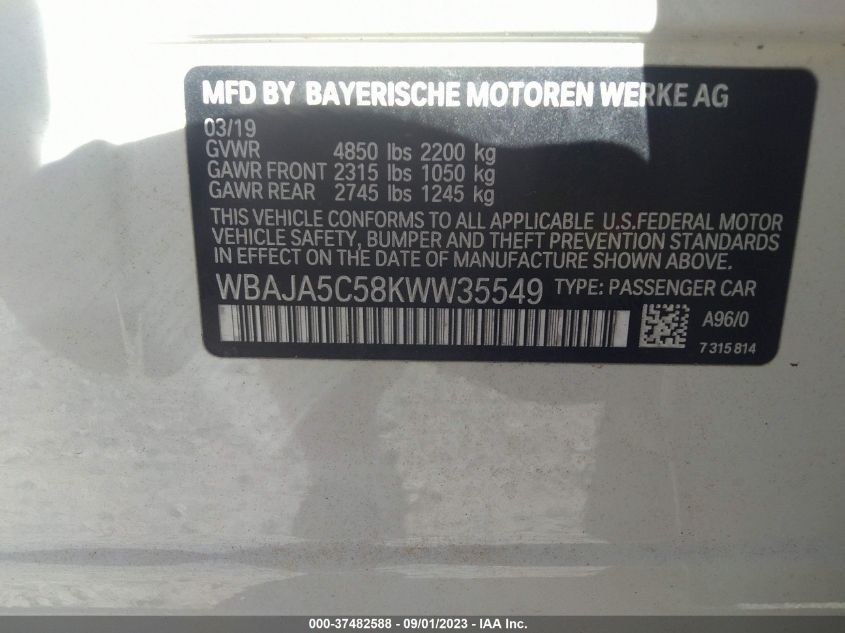 MFD BY BAYERISCHE MOTOREN WERKE AG
03/19
GVWR 4850 lbs 2200 kg
GAWR FRONT 2315 lbs 1050 kg
GAWR REAR 2745 lbs 1245 kg
THIS VEHICLE CONFORMS TO ALL APPLICABLE U.S.FEDERAL MOTOR
VEHICLE SAFETY, BUMPER AND THEFT PREVENTION STANDARDS
IN EFFECT ON THE DATE OF MANUFACTURE SHOWN ABOVE.
WBAJA5C58KWW35549 TYPE: PASSENGER CAR
A96/0
7 315 814
000-37482588 - 09/01/2023 - IAA Inc.